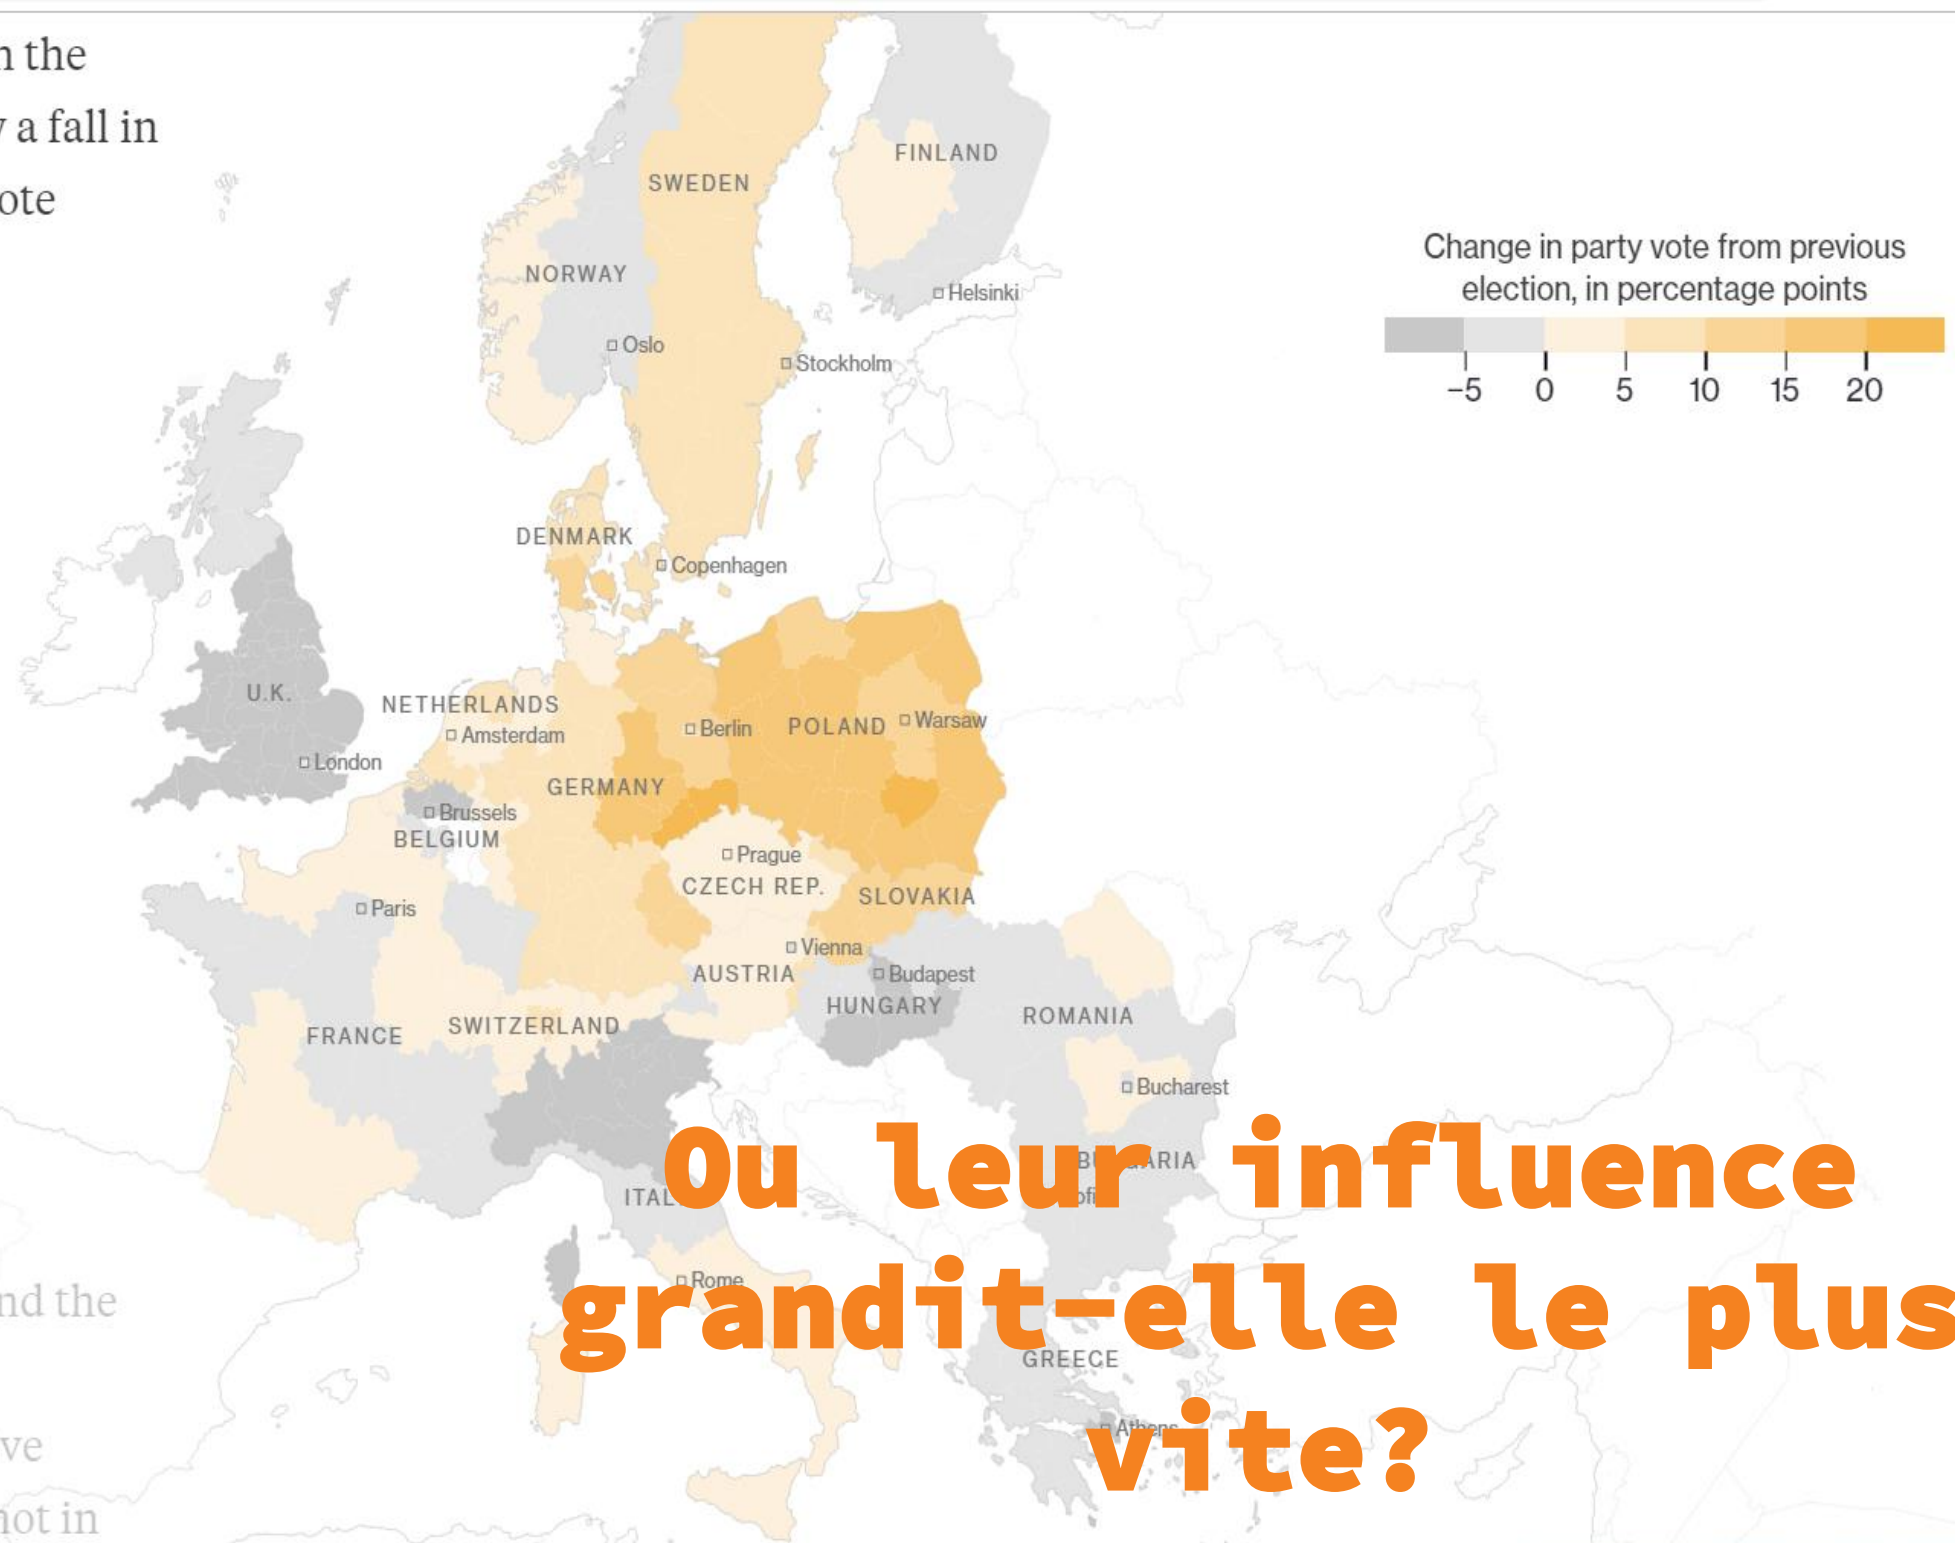 n the
y a fall in
ote
FINLAND
SWEDEN
Change in party vote from previous
election, in percentage points
NORWAY
Helsinki
Oslo
Stockholm
−5 0 5 10 15 20
DENMARK
Copenhagen
U.K.
NETHERLANDS
Amsterdam
Berlin
POLAND
Warsaw
London
GERMANY
Brussels
BELGIUM
Prague
CZECH REP.
SLOVAKIA
Paris
Vienna
AUSTRIA
Budapest
HUNGARY
ROMANIA
SWITZERLAND
FRANCE
Bucharest
Ou leur influence
grandit-elle le plus
vite?
ITAL
Rome
nd the
GREECE
Athens
ve
not in